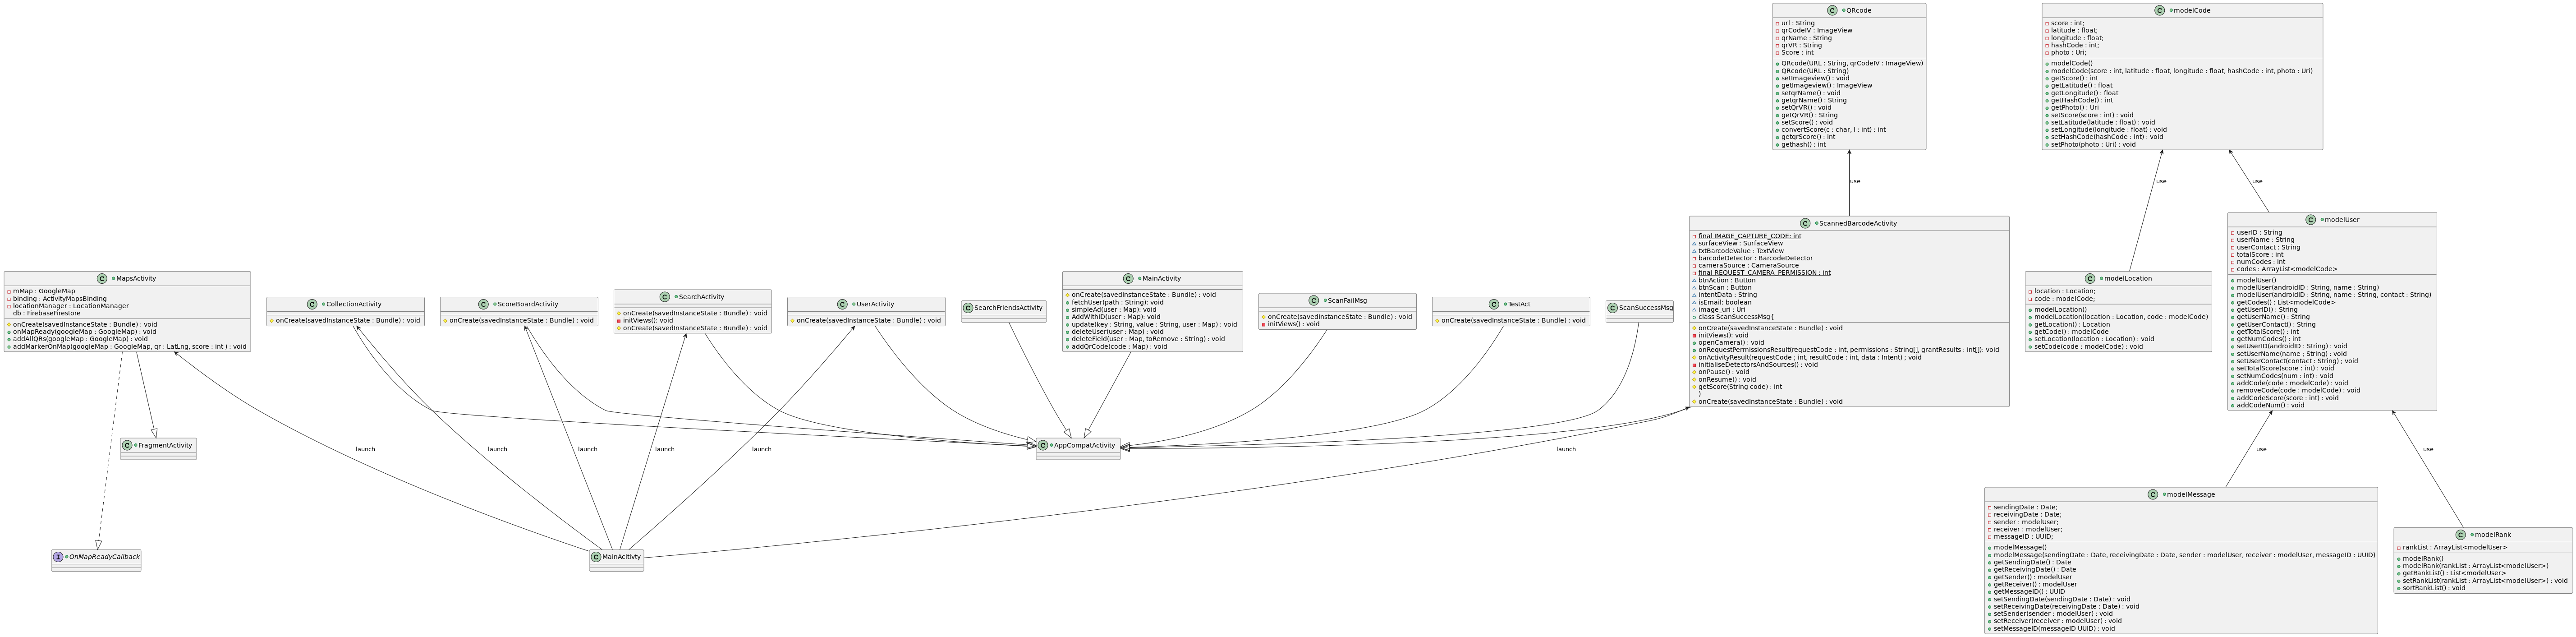 QRcode
url : String
qrCodeIV : ImageView
qrName : String
qrVR : String
Score : int
QRcode(URL : String, qrCodeIV : ImageView)
QRcode(URL : String)
setImageview() : void
getImageview() : ImageView
setqrName() : void
getqrName() : String
setQrVR() : void
getQrVR() : String
setScore() : void
convertScore(c : char, l : int) : int
getqrScore() : int
gethash() : int
modelCode
score : int;
latitude : float;
longitude : float;
hashCode : int;
photo : Uri;
modelCode()
modelCode(score : int, latitude : float, longitude : float, hashCode : int, photo : Uri)
getScore() : int
getLatitude() : float
getLongitude() : float
getHashCode() : int
getPhoto() : Uri
setScore(score : int) : void
setLatitude(latitude : float) : void
setLongitude(longitude : float) : void
setHashCode(hashCode : int) : void
setPhoto(photo : Uri) : void
use
use
use
MapsActivity
mMap : GoogleMap
binding : ActivityMapsBinding
locationManager : LocationManager
db : FirebaseFirestore
onCreate(savedInstanceState : Bundle) : void
onMapReady(googleMap : GoogleMap) : void
addAllQRs(googleMap : GoogleMap) : void
addMarkerOnMap(googleMap : GoogleMap, qr : LatLng, score : int ) : void
CollectionActivity
onCreate(savedInstanceState : Bundle) : void
ScoreBoardActivity
onCreate(savedInstanceState : Bundle) : void
SearchActivity
onCreate(savedInstanceState : Bundle) : void
initViews(): void
onCreate(savedInstanceState : Bundle) : void
UserActivity
onCreate(savedInstanceState : Bundle) : void
SearchFriendsActivity
MainActivity
onCreate(savedInstanceState : Bundle) : void
fetchUser(path : String): void
simpleAd(user : Map): void
AddWithID(user : Map): void
update(key : String, value : String, user : Map) : void
deleteUser(user : Map) : void
deleteField(user : Map, toRemove : String) : void
addQrCode(code : Map) : void
ScanFailMsg
onCreate(savedInstanceState : Bundle) : void
initViews() : void
TestAct
onCreate(savedInstanceState : Bundle) : void
ScanSuccessMsg
ScannedBarcodeActivity
final IMAGE_CAPTURE_CODE: int
surfaceView : SurfaceView
txtBarcodeValue : TextView
barcodeDetector : BarcodeDetector
cameraSource : CameraSource
final REQUEST_CAMERA_PERMISSION : int
btnAction : Button
btnScan : Button
intentData : String
isEmail: boolean
image_uri : Uri
class ScanSuccessMsg{
onCreate(savedInstanceState : Bundle) : void
initViews() : void
openCamera() : void
onRequestPermissionsResult(requestCode : int, permissions : String[], grantResults : int[]): void
onActivityResult(requestCode ; int, resultCode : int, data : Intent) ; void
initialiseDetectorsAndSources() : void
onPause() : void
onResume() : void
getScore(String code) : int
}
onCreate(savedInstanceState : Bundle) : void
modelLocation
location : Location;
code : modelCode;
modelLocation()
modelLocation(location : Location, code : modelCode)
getLocation() : Location
getCode() : modelCode
setLocation(location : Location) : void
setCode(code : modelCode) : void
modelUser
userID : String
userName : String
userContact : String
totalScore : int
numCodes : int
codes : ArrayList<modelCode>
modelUser()
modelUser(androidID : String, name : String)
modelUser(androidID : String, name : String, contact : String)
getCodes() : List<modelCode>
getUserID() : String
getUserName() : String
getUserContact() : String
getTotalScore() : int
getNumCodes() : int
setUserID(androidID : String) : void
setUserName(name ; String) : void
setUserContact(contact : String) : void
setTotalScore(score : int) : void
setNumCodes(num : int) : void
addCode(code : modelCode) : void
removeCode(code : modelCode) : void
addCodeScore(score : int) : void
addCodeNum() : void
FragmentActivity
AppCompatActivity
launch
launch
launch
launch
launch
launch
use
use
OnMapReadyCallback
MainAcitivty
modelMessage
sendingDate : Date;
receivingDate : Date;
sender : modelUser;
receiver : modelUser;
messageID : UUID;
modelMessage()
modelMessage(sendingDate : Date, receivingDate : Date, sender : modelUser, receiver : modelUser, messageID : UUID)
getSendingDate() : Date
getReceivingDate() : Date
getSender() : modelUser
getReceiver() : modelUser
getMessageID() : UUID
setSendingDate(sendingDate : Date) : void
setReceivingDate(receivingDate : Date) : void
setSender(sender : modelUser) : void
setReceiver(receiver : modelUser) : void
setMessageID(messageID UUID) : void
modelRank
rankList : ArrayList<modelUser>
modelRank()
modelRank(rankList : ArrayList<modelUser>)
getRankList() : List<modelUser>
setRankList(rankList : ArrayList<modelUser>) : void
sortRankList() : void